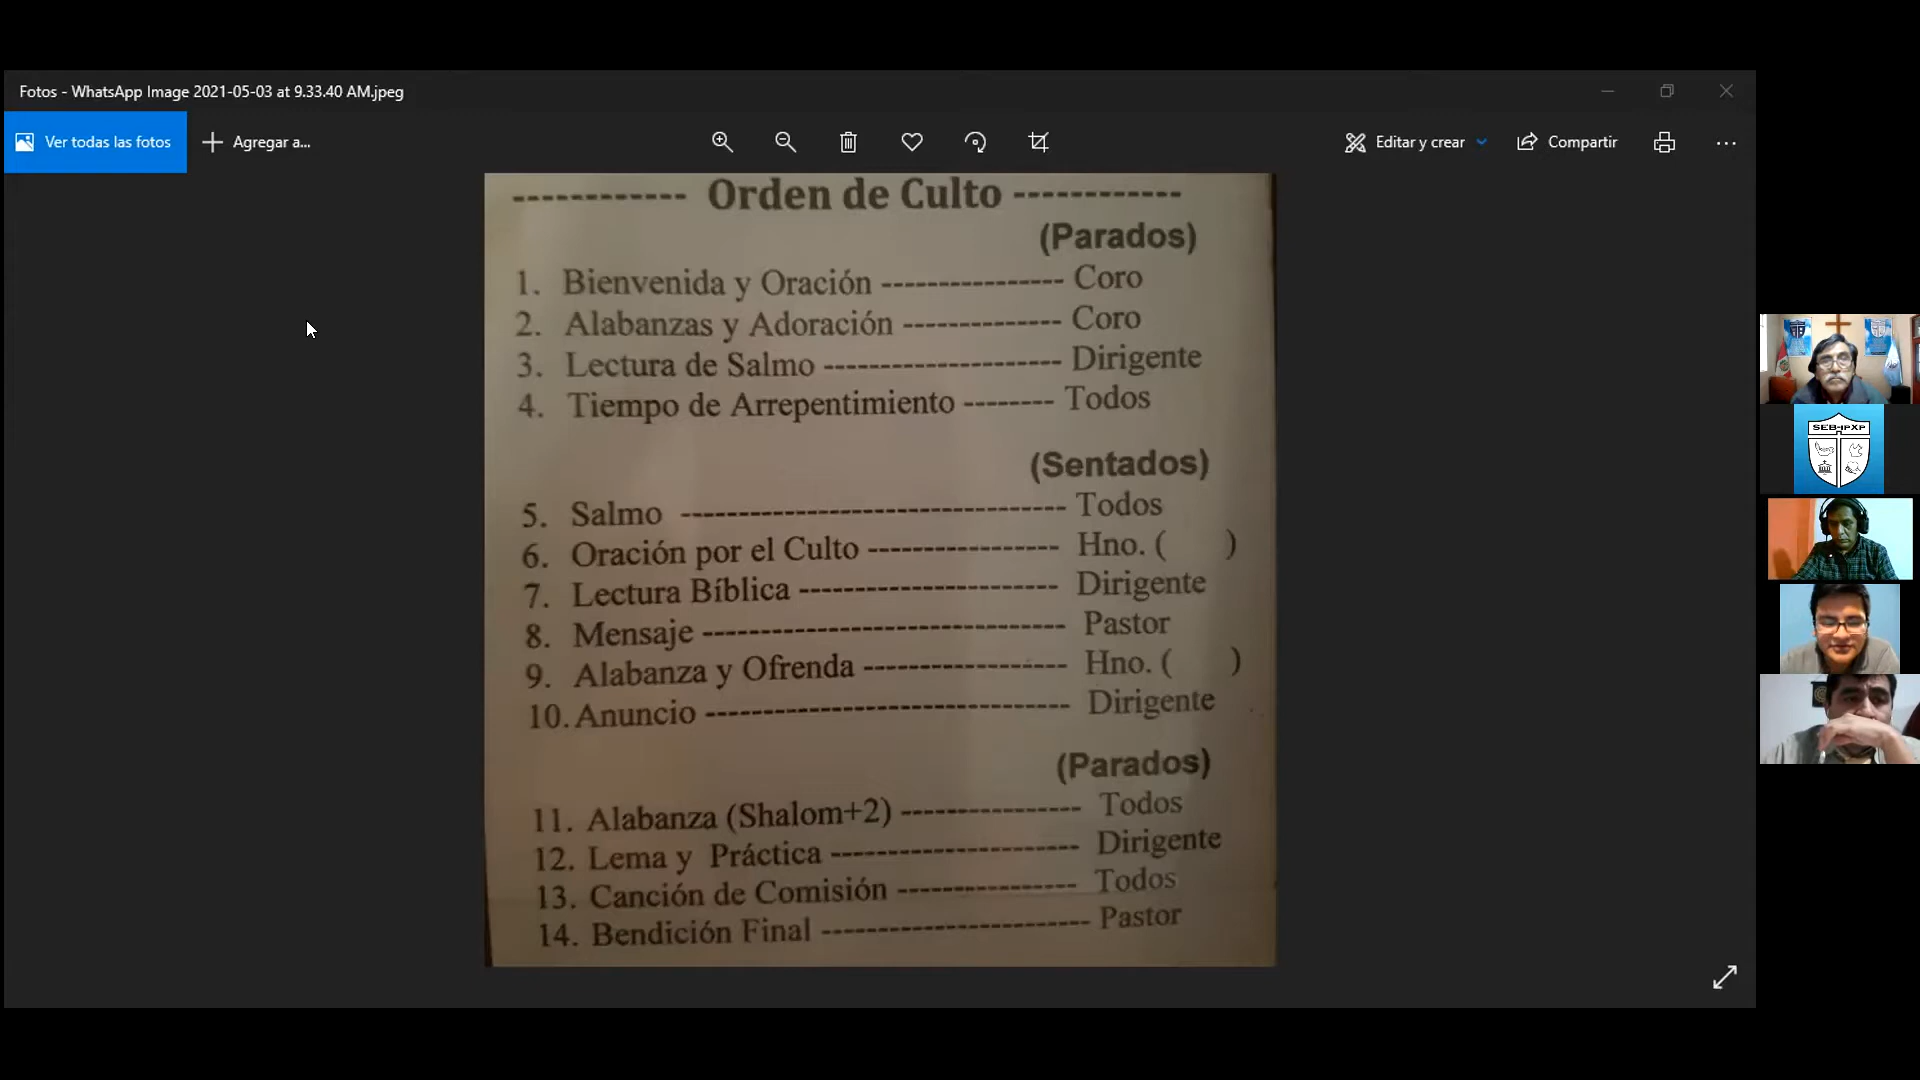 Fotos - WhatsApp Image 2021-05-03 at 9.33.40 AM.jpeg
Ver todas las fotos
Agregar a...
Editar y crear
Compartir
------------ Orden de Culto ------------
(Parados)
1. Bienvenida y Oración ---------------- Coro
2. Alabanzas y Adoración -------------- Coro
3. Lectura de Salmo --------------------- Dirigente
4. Tiempo de Arrepentimiento -------- Todos
(Sentados)
5. Salmo ---------------------------------- Todos
6. Oración por el Culto ----------------- Hno. ( )
7. Lectura Bíblica ----------------------- Dirigente
8. Mensaje -------------------------------- Pastor
9. Alabanza y Ofrenda ------------------ Hno. ( )
10. Anuncio -------------------------------- Dirigente
(Parados)
11. Alabanza (Shalom+2) ---------------- Todos
12. Lema y Práctica ---------------------- Dirigente
13. Canción de Comisión ---------------- Todos
14. Bendición Final ------------------------ Pastor
SEB-IPXP